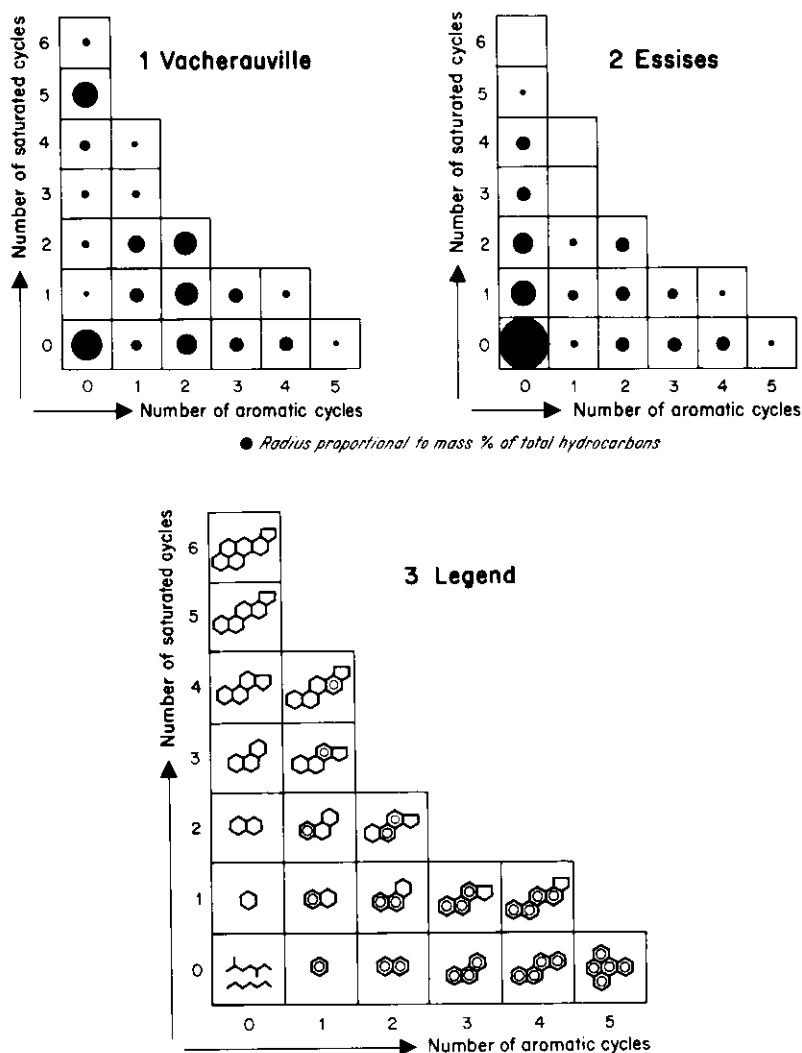 1 Vacherauville
Number of saturated cycles
6
5
4
3
2
1
0
0 1 2 3 4 5
Number of aromatic cycles
2 Essises
Number of saturated cycles
6
5
4
3
2
1
0
0 1 2 3 4 5
Number of aromatic cycles
Radius proportional to mass % of total hydrocarbons
3 Legend
Number of saturated cycles
6
5
4
3
2
1
0
0 1 2 3 4 5
Number of aromatic cycles